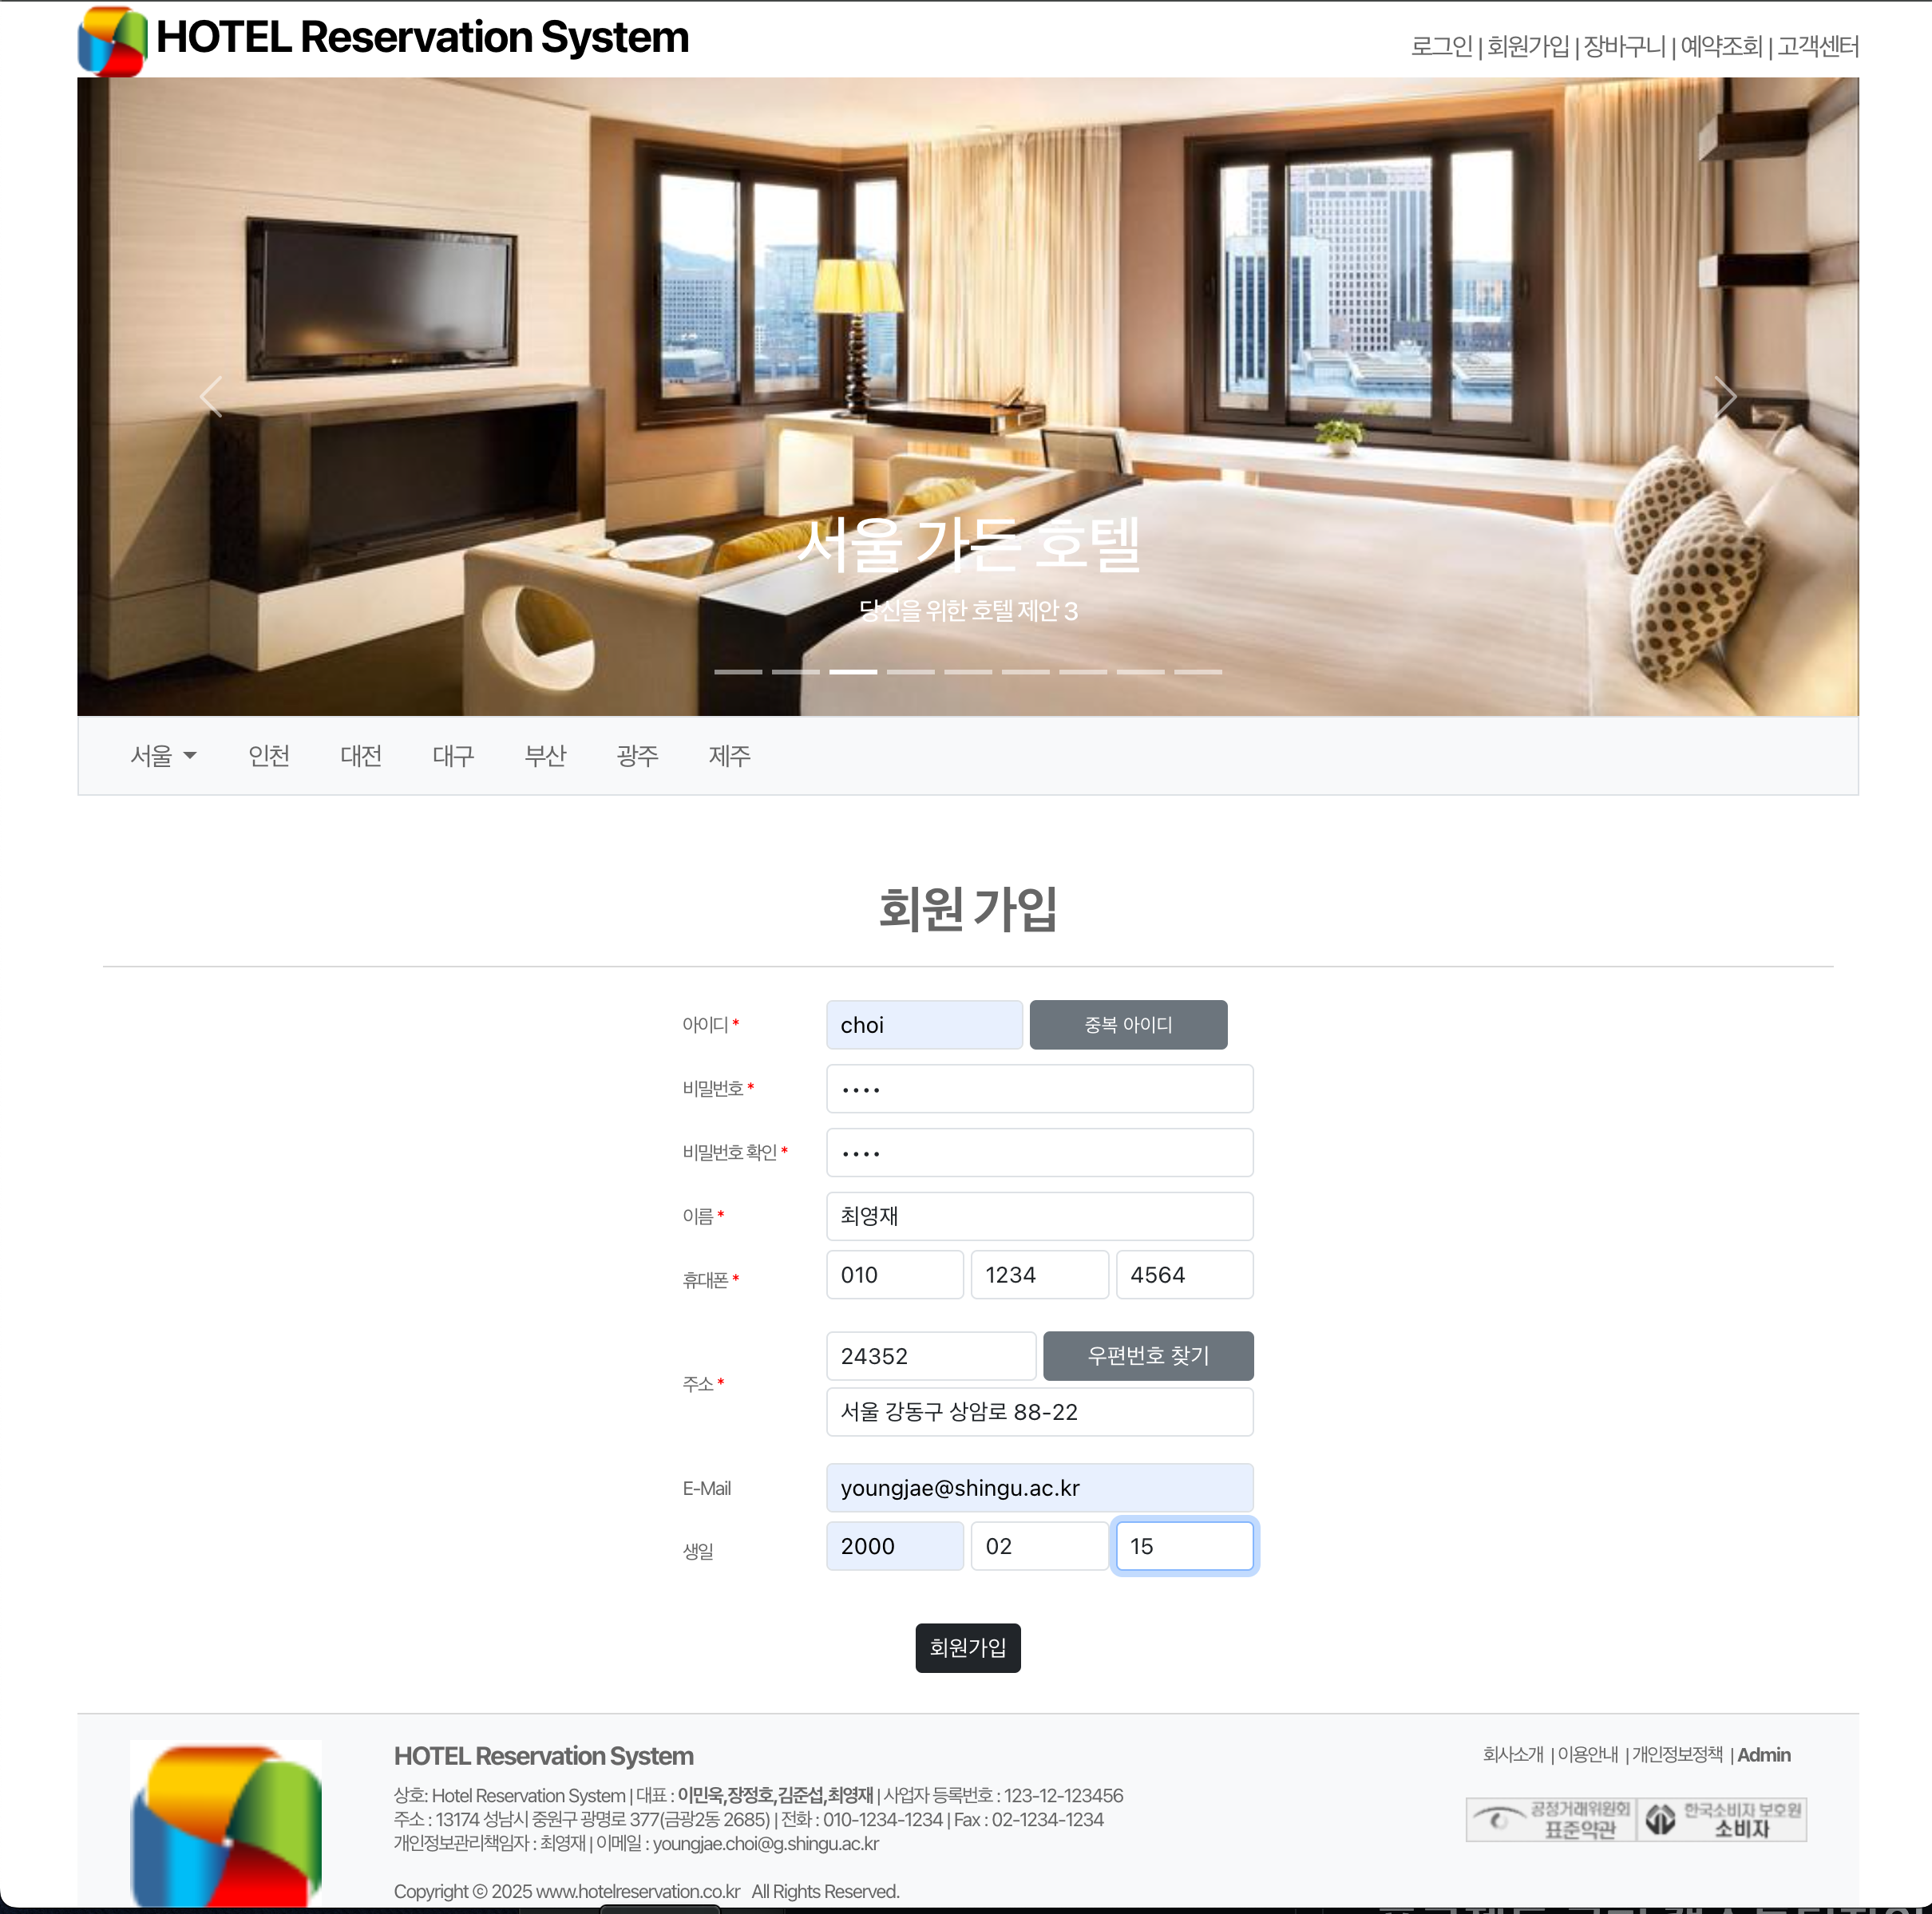 HOTEL Reservation System
로그인 | 회원가입 | 장바구니 | 예약조회 | 고객센터
서울 가든 호텔
당신을 위한 호텔 제안 3
서울 인천 대전 대구 부산 광주 제주
회원 가입
아이디 * choi 중복 아이디
비밀번호 * ••••
비밀번호 확인 * ••••
이름 * 최영재
휴대폰 * 010 1234 4564
주소 * 24352 우편번호 찾기
서울 강동구 상암로 88-22
E-Mail youngjae@shingu.ac.kr
생일 2000 02 15
회원가입
HOTEL Reservation System
상호: Hotel Reservation System | 대표 : 이민욱,장정호,김준섭,최영재 | 사업자 등록번호 : 123-12-123456
주소 : 13174 성남시 중원구 광명로 377(금광2동 2685) | 전화 : 010-1234-1234 | Fax : 02-1234-1234
개인정보관리책임자 : 최영재 | 이메일 : youngjae.choi@g.shingu.ac.kr
Copyright ⓒ 2025 www.hotelreservation.co.kr All Rights Reserved.
회사소개 | 이용안내 | 개인정보정책 | Admin
공정거래위원회
표준약관
한국소비자 보호원
소비자